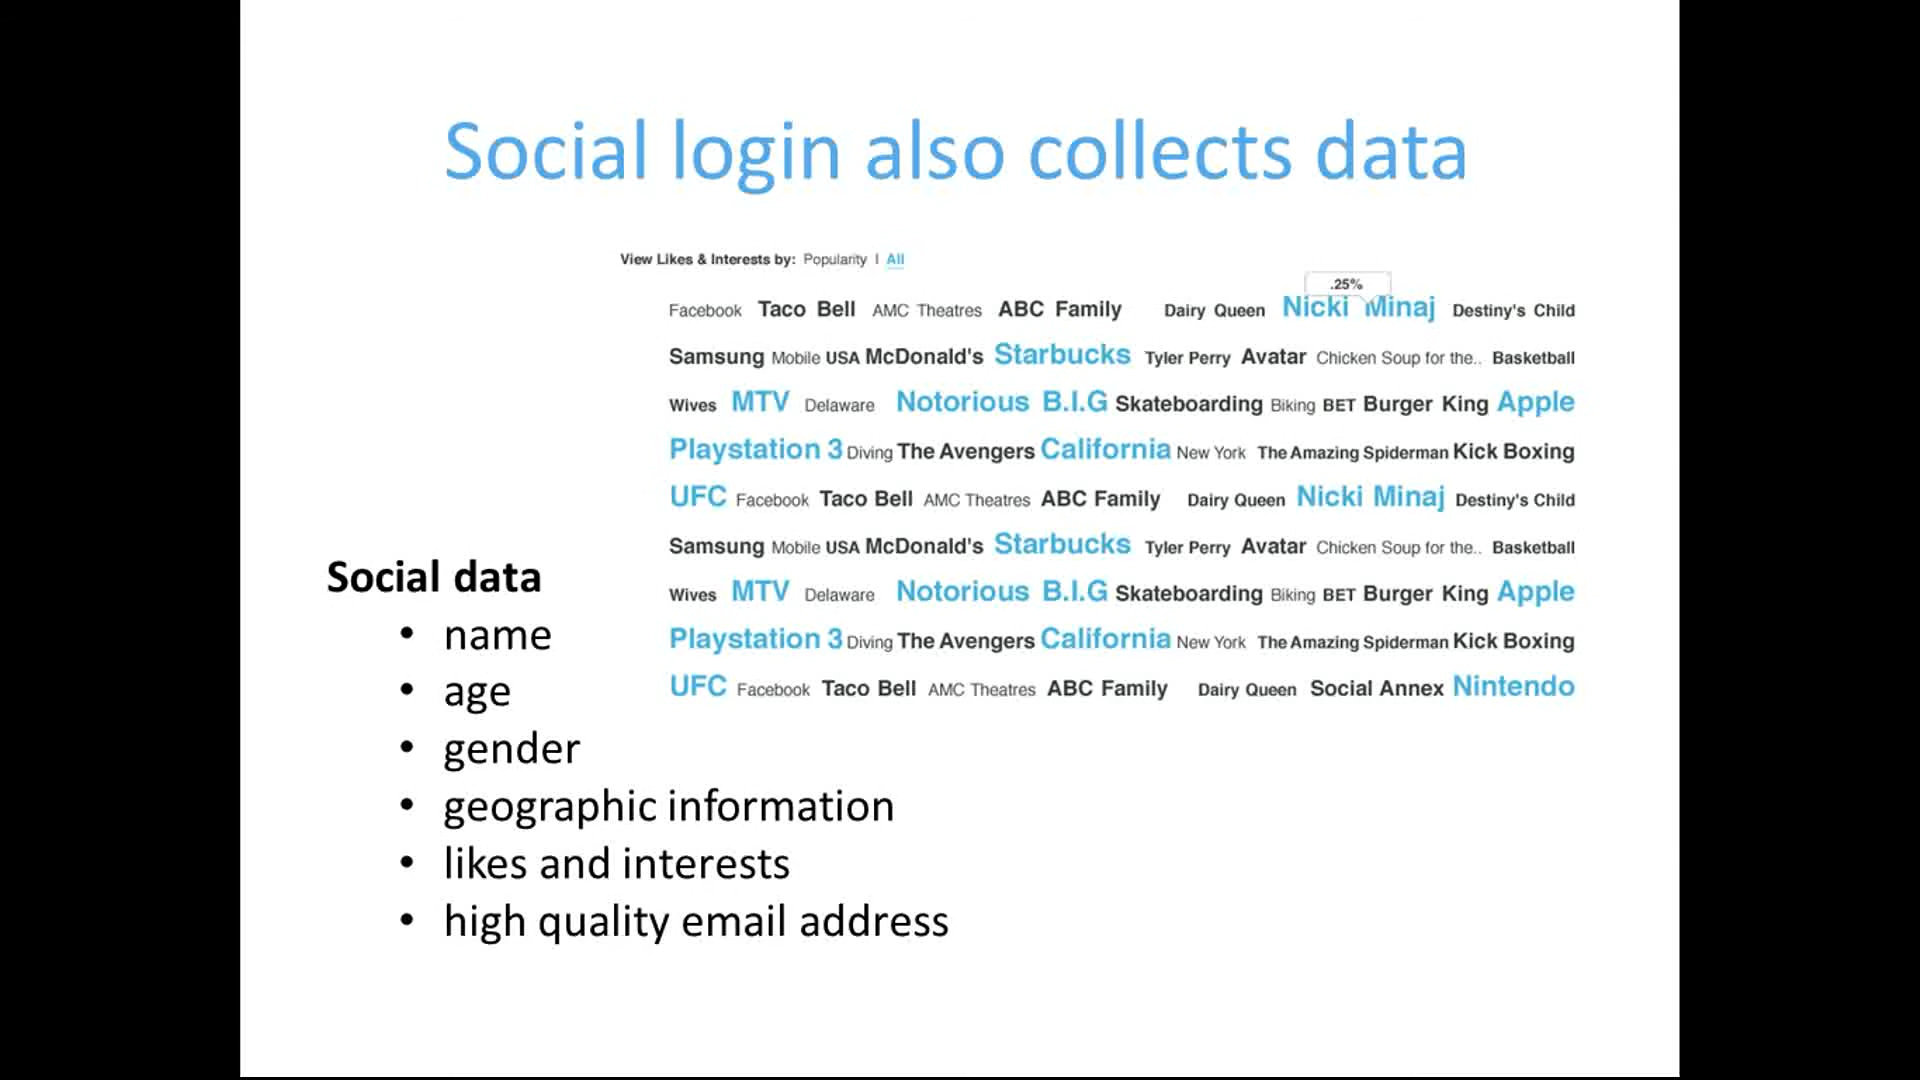 Social login also collects data
View Likes & Interests by: Popularity | All
.25%
Facebook Taco Bell AMC Theatres ABC Family Dairy Queen Nicki Minaj Destiny's Child
Samsung Mobile USA McDonald's Starbucks Tyler Perry Avatar Chicken Soup for the.. Basketball
Wives MTV Delaware Notorious B.I.G Skateboarding Biking BET Burger King Apple
Playstation 3 Diving The Avengers California New York The Amazing Spiderman Kick Boxing
UFC Facebook Taco Bell AMC Theatres ABC Family Dairy Queen Nicki Minaj Destiny's Child
Samsung Mobile USA McDonald's Starbucks Tyler Perry Avatar Chicken Soup for the.. Basketball
Wives MTV Delaware Notorious B.I.G Skateboarding Biking BET Burger King Apple
Playstation 3 Diving The Avengers California New York The Amazing Spiderman Kick Boxing
UFC Facebook Taco Bell AMC Theatres ABC Family Dairy Queen Social Annex Nintendo
Social data
• name
• age
• gender
• geographic information
• likes and interests
• high quality email address